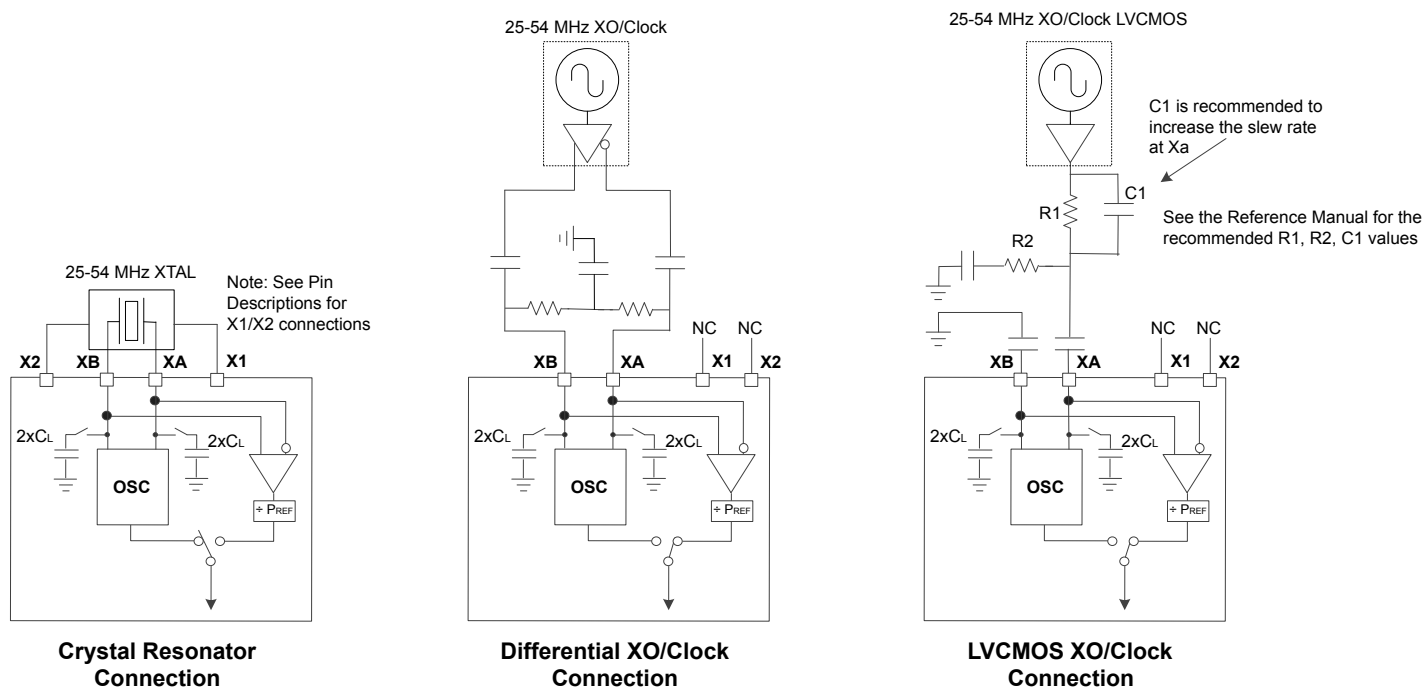 25-54 MHz XTAL
Note: See Pin
Descriptions for
X1/X2 connections
X2
XB
XA
X1
2xCL
2xCL
OSC
÷ PREF
Crystal Resonator
Connection
25-54 MHz XO/Clock
NC
NC
XB
XA
X1
X2
2xCL
2xCL
OSC
÷ PREF
Differential XO/Clock
Connection
25-54 MHz XO/Clock LVCMOS
C1 is recommended to
increase the slew rate
at Xa
C1
R1
See the Reference Manual for the
recommended R1, R2, C1 values
R2
NC
NC
XB
XA
X1
X2
2xCL
2xCL
OSC
÷ PREF
LVCMOS XO/Clock
Connection